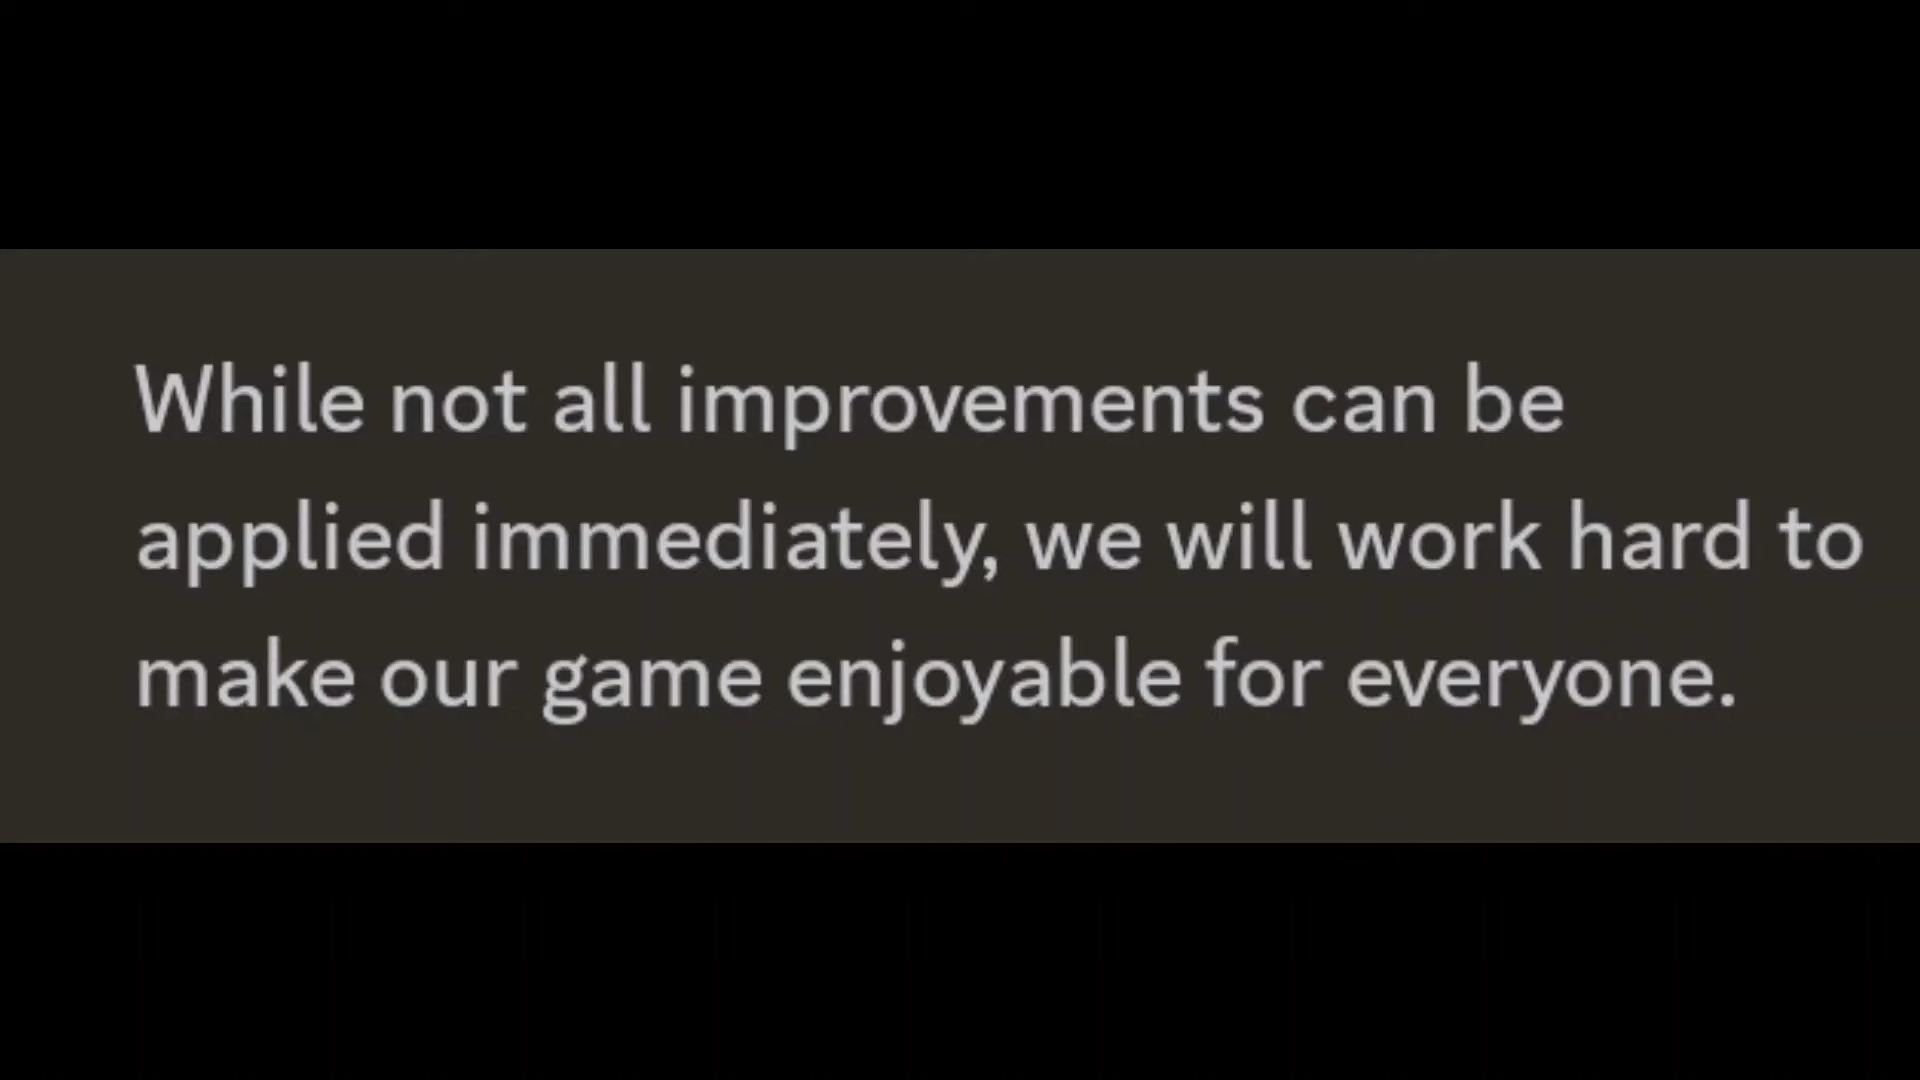 While not all improvements can be
applied immediately, we will work hard to
make our game enjoyable for everyone.